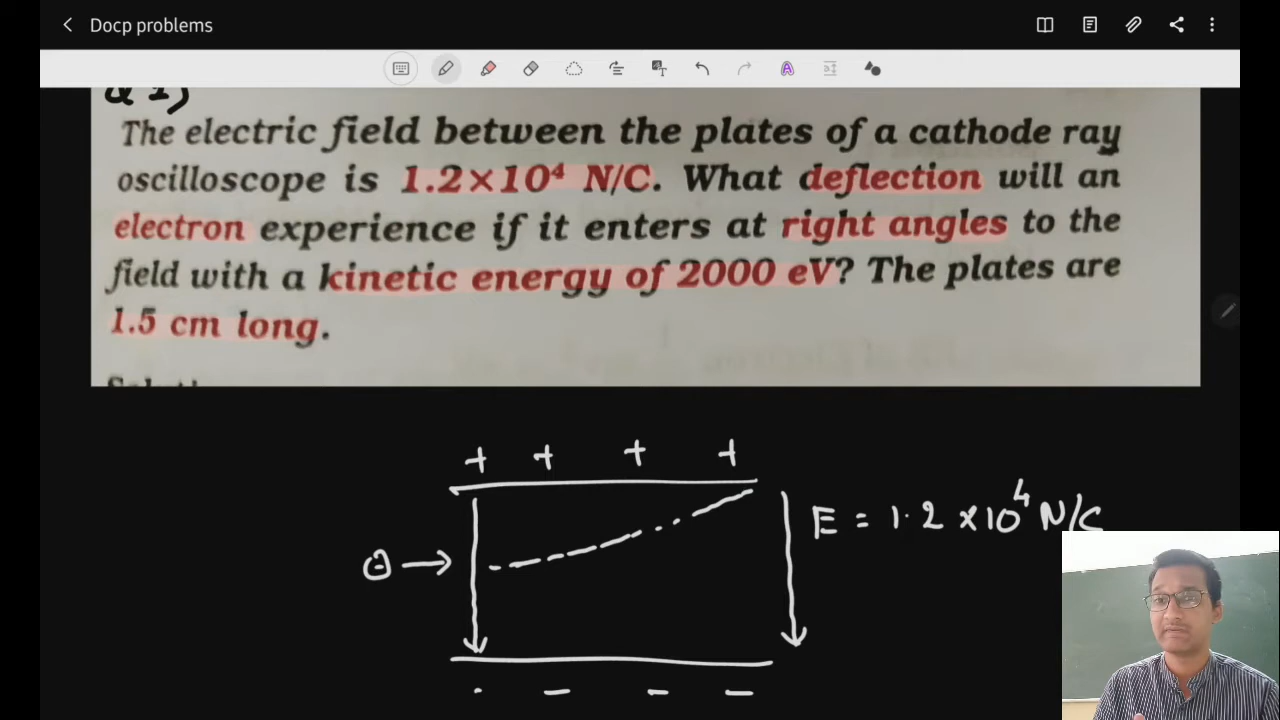 Docp problems
Q 1)
The electric field between the plates of a cathode ray
oscilloscope is 1.2×10⁴ N/C. What deflection will an
electron experience if it enters at right angles to the
field with a kinetic energy of 2000 eV? The plates are
1.5 cm long.
+ + + +
E = 1.2 ×10⁴ N/C
⊖ →
- - - -